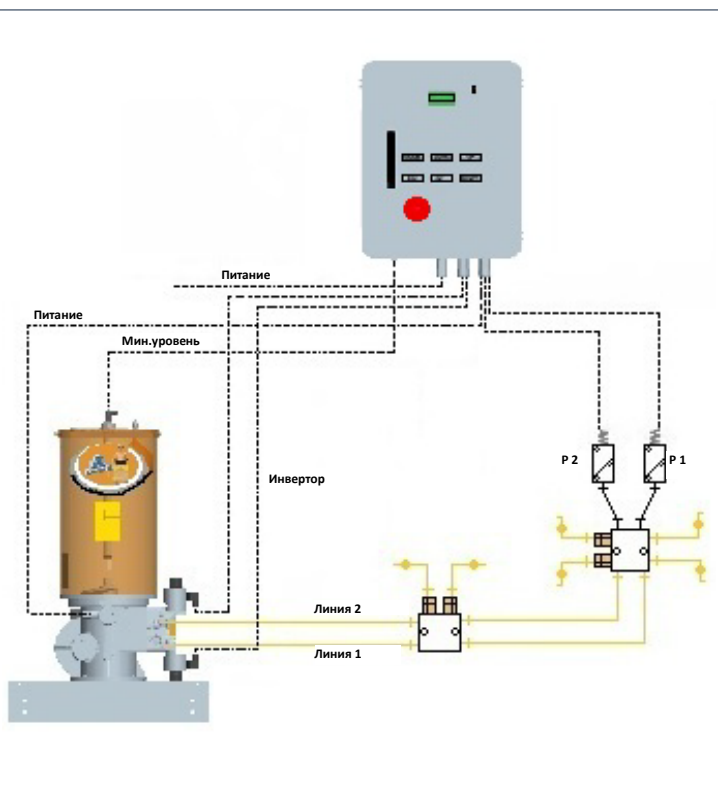 Питание
Питание
Мин.уровень
P 2
P 1
Инвертор
Линия 2
Линия 1